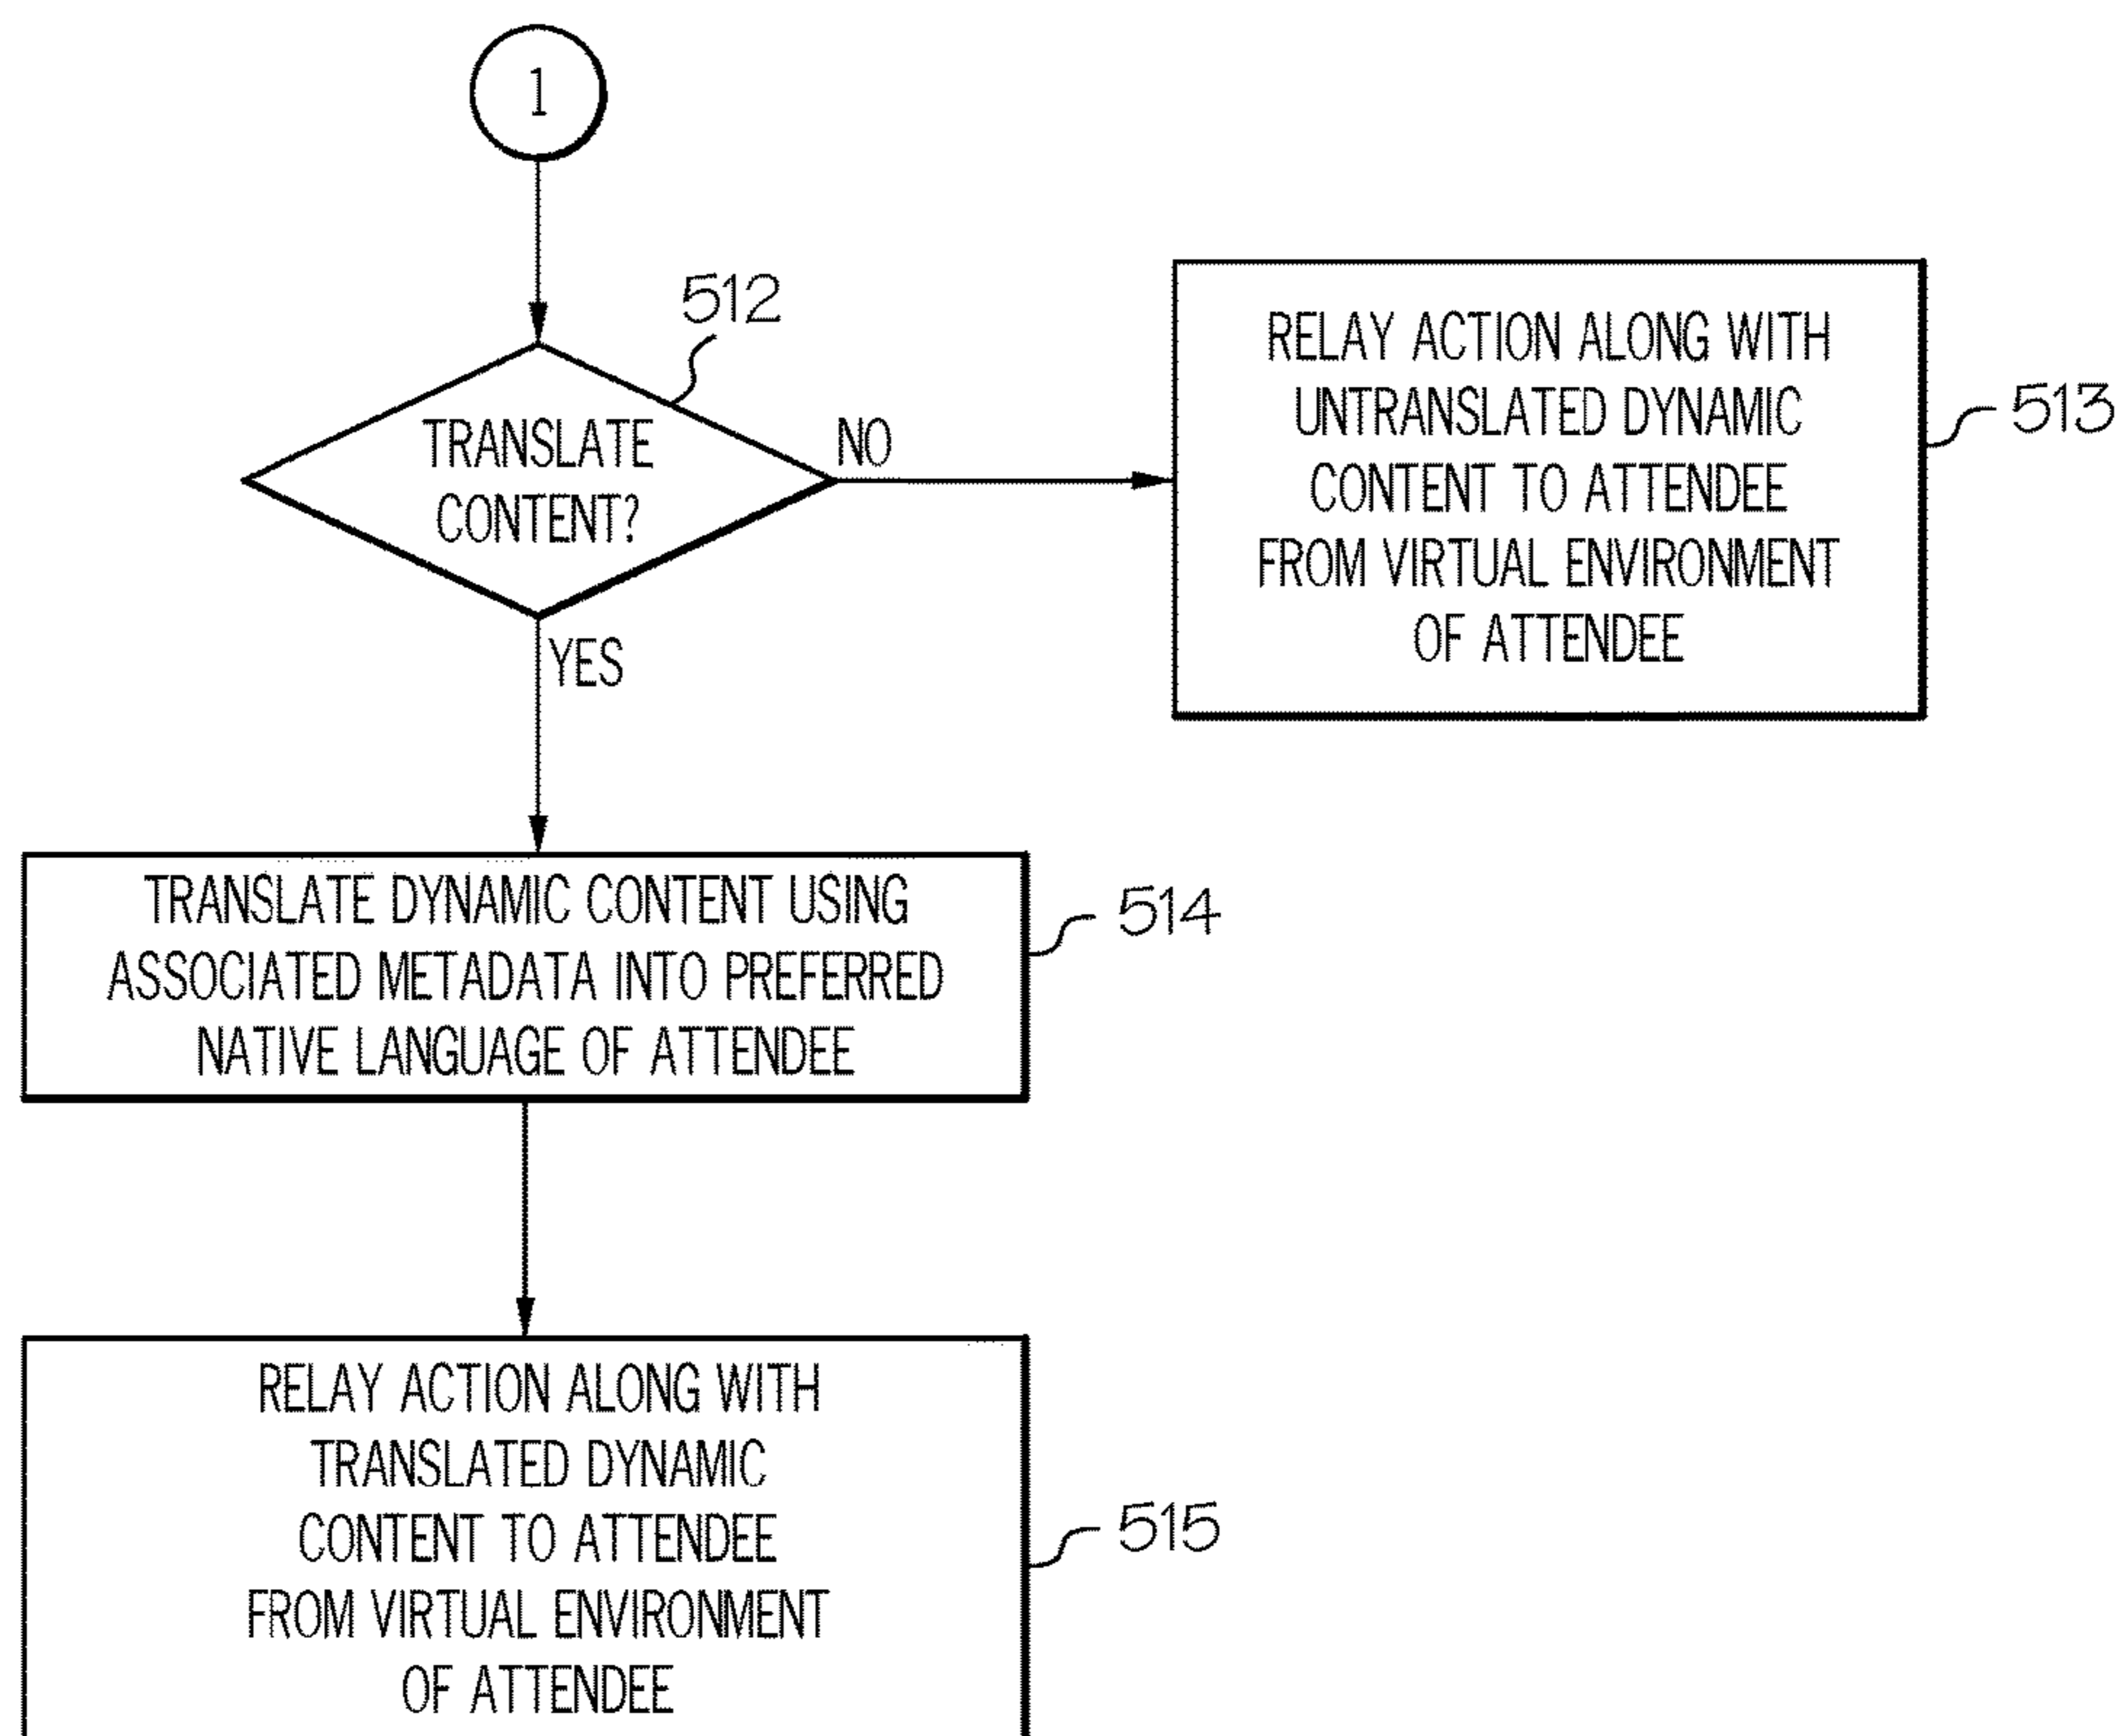 1
512
TRANSLATE
CONTENT?
NO
YES
RELAY ACTION ALONG WITH
UNTRANSLATED DYNAMIC
CONTENT TO ATTENDEE
FROM VIRTUAL ENVIRONMENT
OF ATTENDEE
513
TRANSLATE DYNAMIC CONTENT USING
ASSOCIATED METADATA INTO PREFERRED
NATIVE LANGUAGE OF ATTENDEE
514
RELAY ACTION ALONG WITH
TRANSLATED DYNAMIC
CONTENT TO ATTENDEE
FROM VIRTUAL ENVIRONMENT
OF ATTENDEE
515